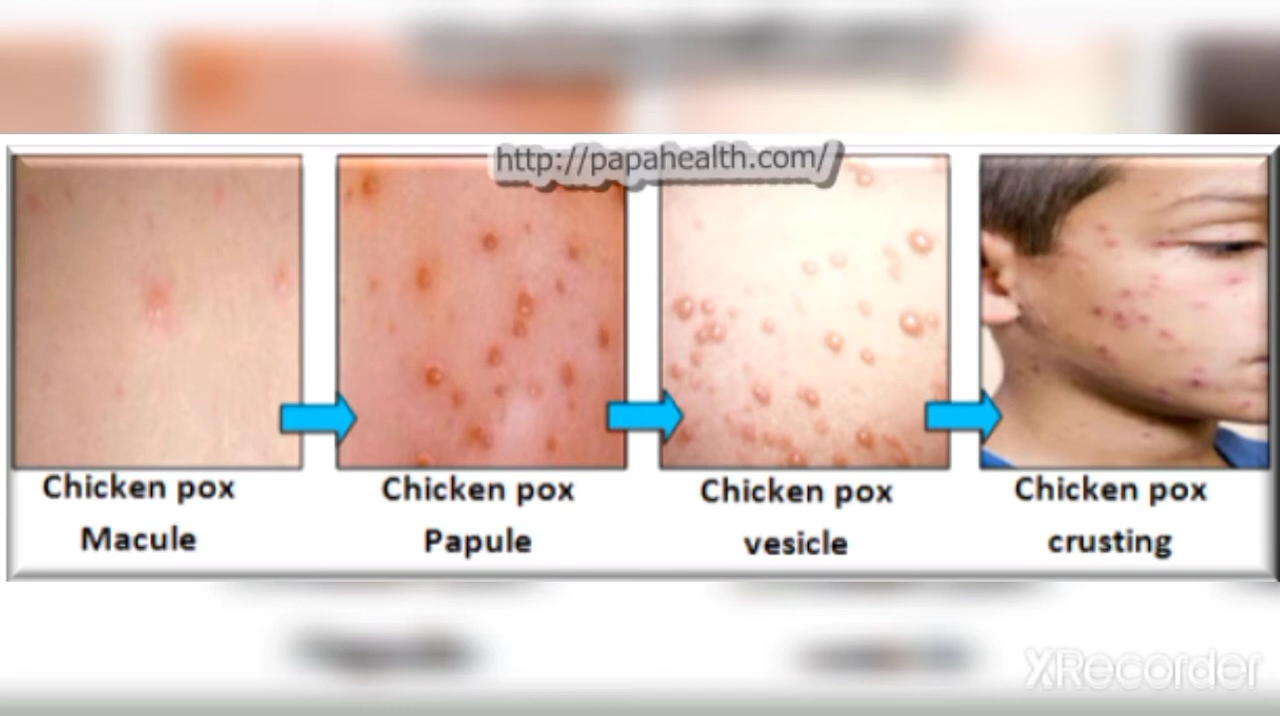 http://papahealth.com/
Chicken pox
Macule
Chicken pox
Papule
Chicken pox
vesicle
Chicken pox
crusting
XRecorder